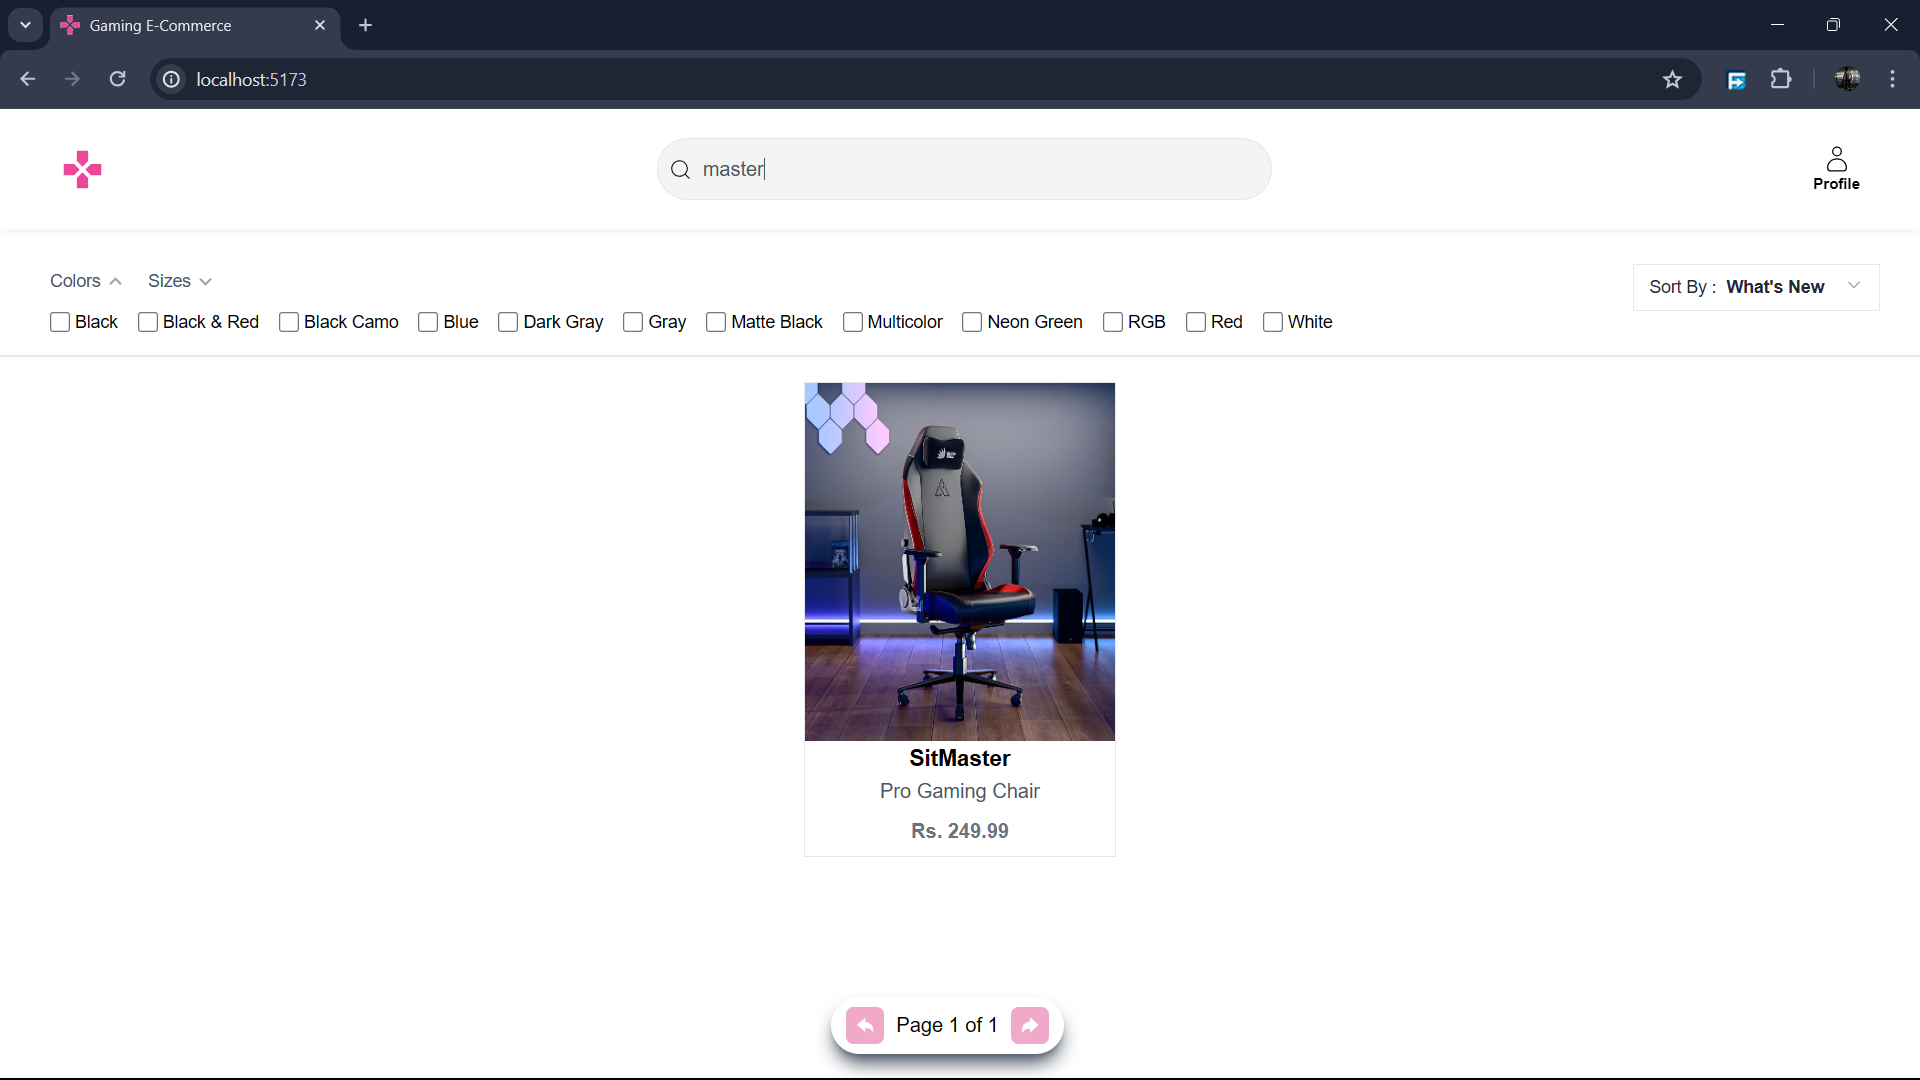 Gaming E-Commerce
localhost:5173
master
Profile
Colors Sizes
Sort By : What's New
Black Black & Red Black Camo Blue Dark Gray Gray Matte Black Multicolor Neon Green RGB Red White
SitMaster
Pro Gaming Chair
Rs. 249.99
Page 1 of 1